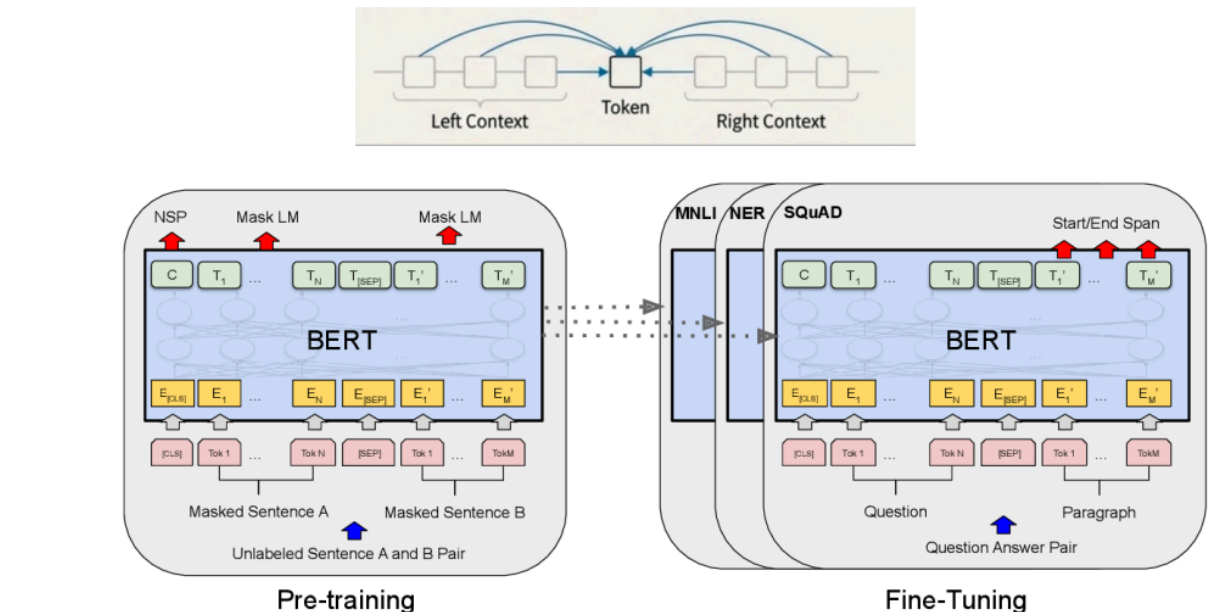 Token
Left Context
Right Context
NSP
Mask LM
Mask LM
C
T1
...
TN
T[SEP]
T1'
...
TM'
...
BERT
...
E[CLS]
E1
...
EN
E[SEP]
E1'
...
EM'
[CLS]
Tok 1
...
Tok N
[SEP]
Tok 1
...
TokM
Masked Sentence A
Masked Sentence B
Unlabeled Sentence A and B Pair
Pre-training
MNLI
NER
SQuAD
Start/End Span
C
T1
...
TN
T[SEP]
T1'
...
TM'
...
BERT
...
E[CLS]
E1
...
EN
E[SEP]
E1'
...
EM'
[CLS]
Tok 1
...
Tok N
[SEP]
Tok 1
...
TokM
Question
Paragraph
Question Answer Pair
Fine-Tuning